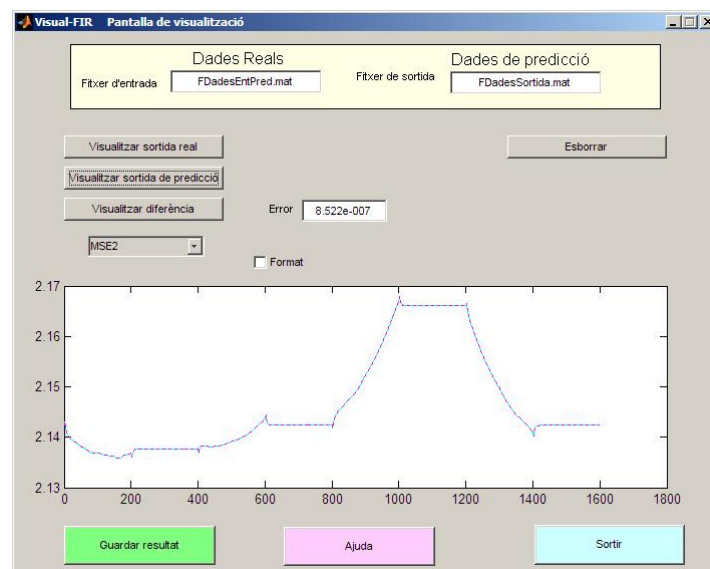 Visual-FIR Pantalla de visualització
Dades Reals
Dades de predicció
Fitxer d'entrada
FDadesEntPred.mat
Fitxer de sortida
FDadesSortida.mat
Visualitzar sortida real
Esborrar
Visualitzar sortida de predicció
Visualitzar diferència
Error
8.522e-007
MSE2
Format
2.17
2.16
2.15
2.14
2.13
0 200 400 600 800 1000 1200 1400 1600 1800
Guardar resultat
Ajuda
Sortir